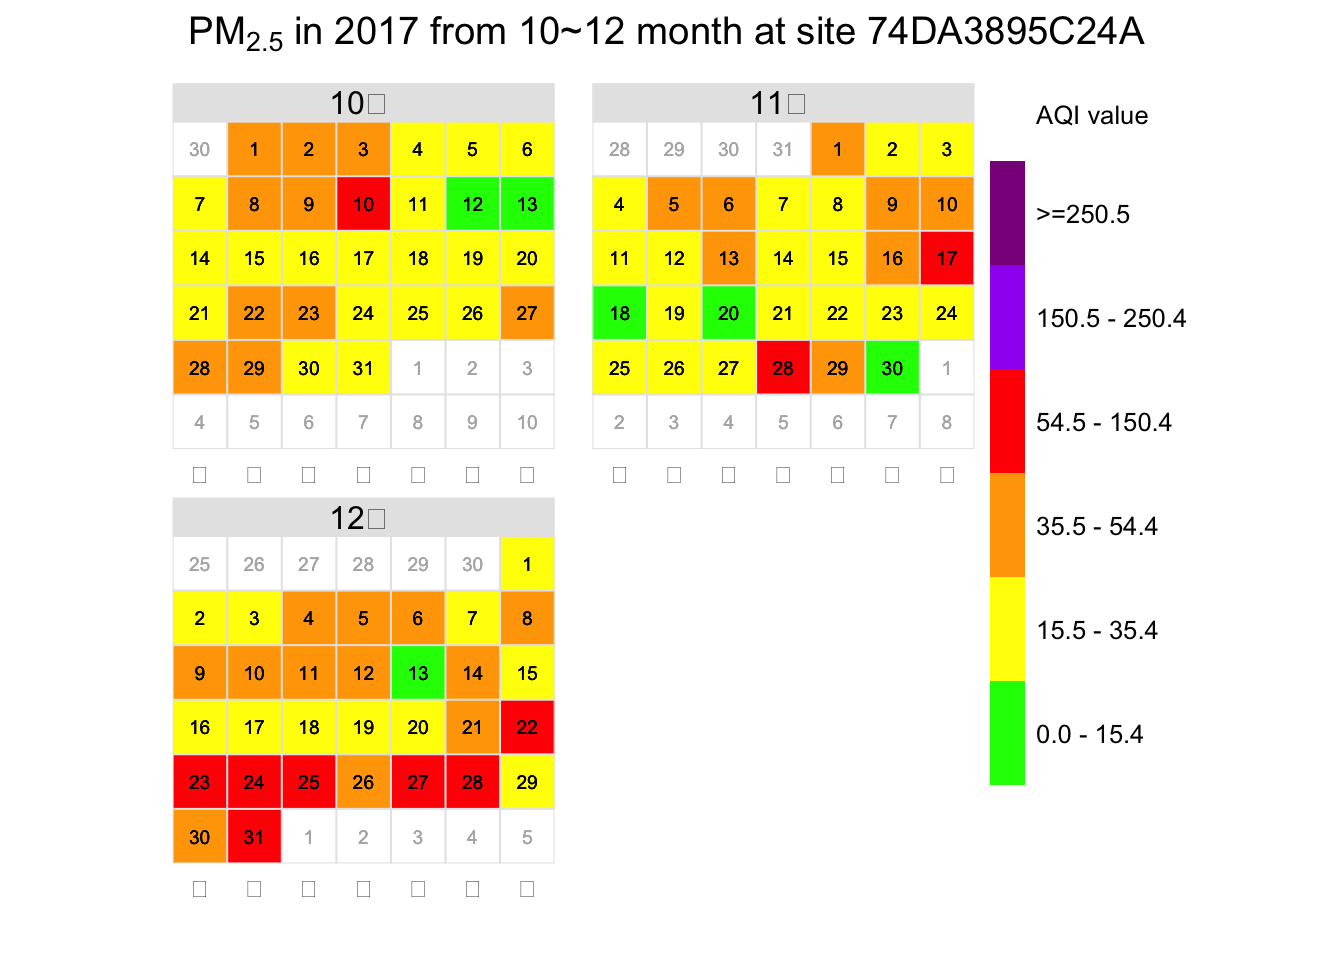 PM2.5 in 2017 from 10~12 month at site 74DA3895C24A
10□
30 1 2 3 4 5 6
7 8 9 10 11 12 13
14 15 16 17 18 19 20
21 22 23 24 25 26 27
28 29 30 31 1 2 3
4 5 6 7 8 9 10
□ □ □ □ □ □ □
11□
28 29 30 31 1 2 3
4 5 6 7 8 9 10
11 12 13 14 15 16 17
18 19 20 21 22 23 24
25 26 27 28 29 30 1
2 3 4 5 6 7 8
□ □ □ □ □ □ □
12□
25 26 27 28 29 30 1
2 3 4 5 6 7 8
9 10 11 12 13 14 15
16 17 18 19 20 21 22
23 24 25 26 27 28 29
30 31 1 2 3 4 5
□ □ □ □ □ □ □
AQI value
>=250.5
150.5 - 250.4
54.5 - 150.4
35.5 - 54.4
15.5 - 35.4
0.0 - 15.4